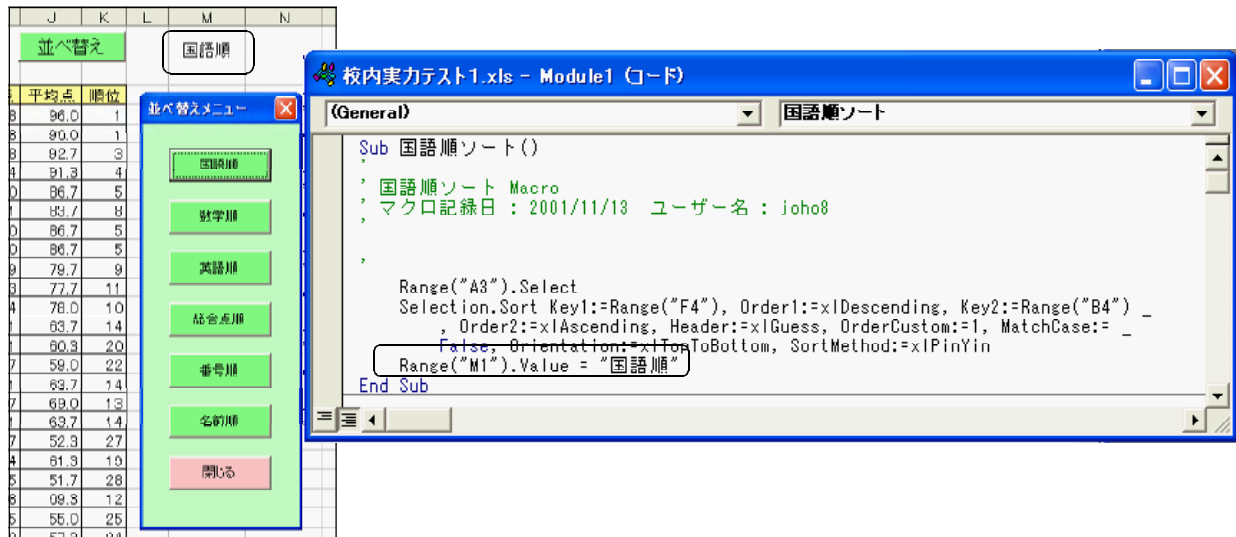 J K L M N
並べ替え 国語順
平均点 順位
96.0 1
90.0 1
92.7 3
91.3 4
86.7 5
83.7 8
86.7 5
86.7 5
79.7 9
77.7 11
78.0 10
63.7 14
60.3 20
59.0 22
63.7 14
69.0 13
63.7 14
52.3 27
61.3 19
51.7 28
12
55.0 25
並べ替えメニュー
国語順
数学順
英語順
総合点順
番号順
名前順
閉じる
校内実力テスト1.xls - Module1 (コード)
(General) 国語順ソート
Sub 国語順ソート()
'
' 国語順ソート Macro
' マクロ記録日 : 2001/11/13 ユーザー名 : joho8
'
'
Range("A3").Select
Selection.Sort Key1:=Range("F4"), Order1:=xlDescending, Key2:=Range("B4") _
, Order2:=xlAscending, Header:=xlGuess, OrderCustom:=1, MatchCase:= _
False, Orientation:=xlTopToBottom, SortMethod:=xlPinYin
Range("M1").Value = "国語順"
End Sub